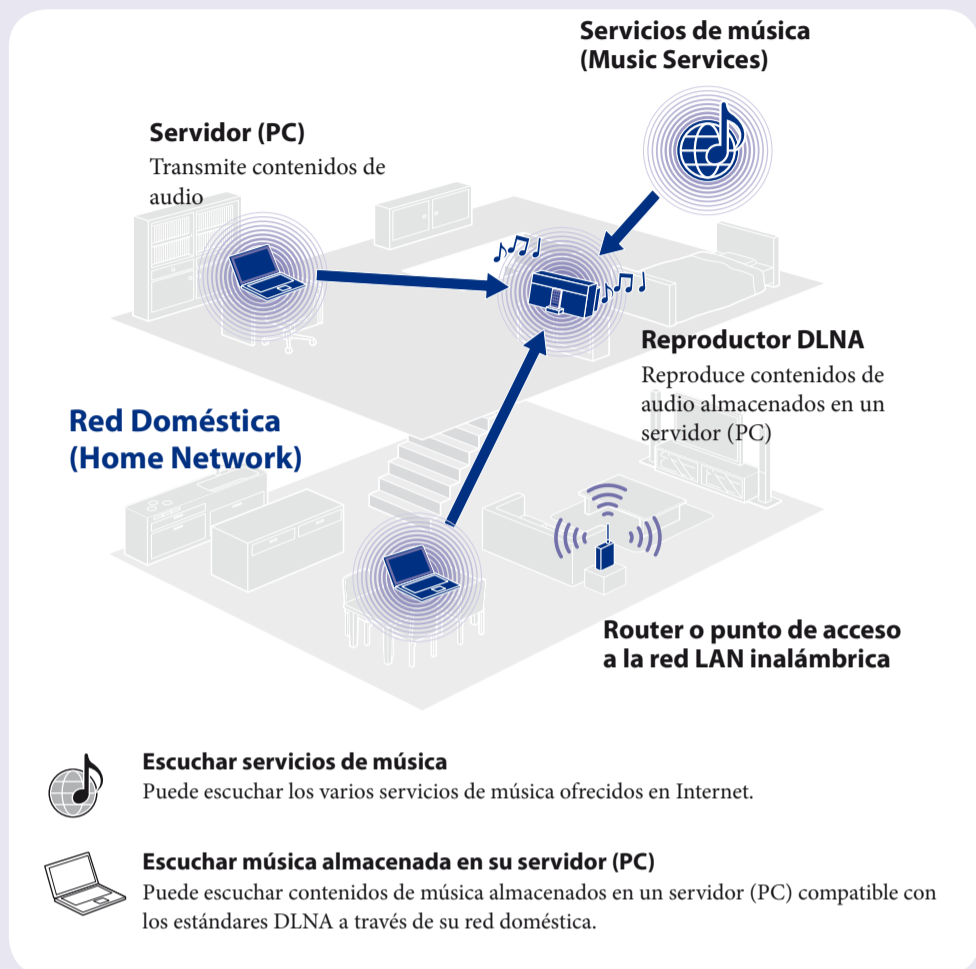 Servicios de música
(Music Services)
Servidor (PC)
Transmite contenidos de
audio
Reproductor DLNA
Reproduce contenidos de
audio almacenados en un
servidor (PC)
Red Doméstica
(Home Network)
Router o punto de acceso
a la red LAN inalámbrica
Escuchar servicios de música
Puede escuchar los varios servicios de música ofrecidos en Internet.
Escuchar música almacenada en su servidor (PC)
Puede escuchar contenidos de música almacenados en un servidor (PC) compatible con
los estándares DLNA a través de su red doméstica.